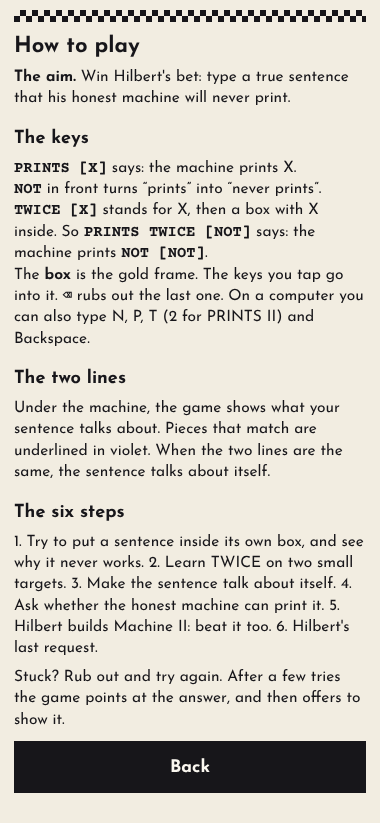 How to play
The aim. Win Hilbert's bet: type a true sentence
that his honest machine will never print.
The keys
PRINTS [X] says: the machine prints X.
NOT in front turns “prints” into “never prints”.
TWICE [X] stands for X, then a box with X
inside. So PRINTS TWICE [NOT] says: the
machine prints NOT [NOT].
The box is the gold frame. The keys you tap go
into it. ⌫ rubs out the last one. On a computer you
can also type N, P, T (2 for PRINTS II) and
Backspace.
The two lines
Under the machine, the game shows what your
sentence talks about. Pieces that match are
underlined in violet. When the two lines are the
same, the sentence talks about itself.
The six steps
1. Try to put a sentence inside its own box, and see
why it never works. 2. Learn TWICE on two small
targets. 3. Make the sentence talk about itself. 4.
Ask whether the honest machine can print it. 5.
Hilbert builds Machine II: beat it too. 6. Hilbert's
last request.
Stuck? Rub out and try again. After a few tries
the game points at the answer, and then offers to
show it.
Back